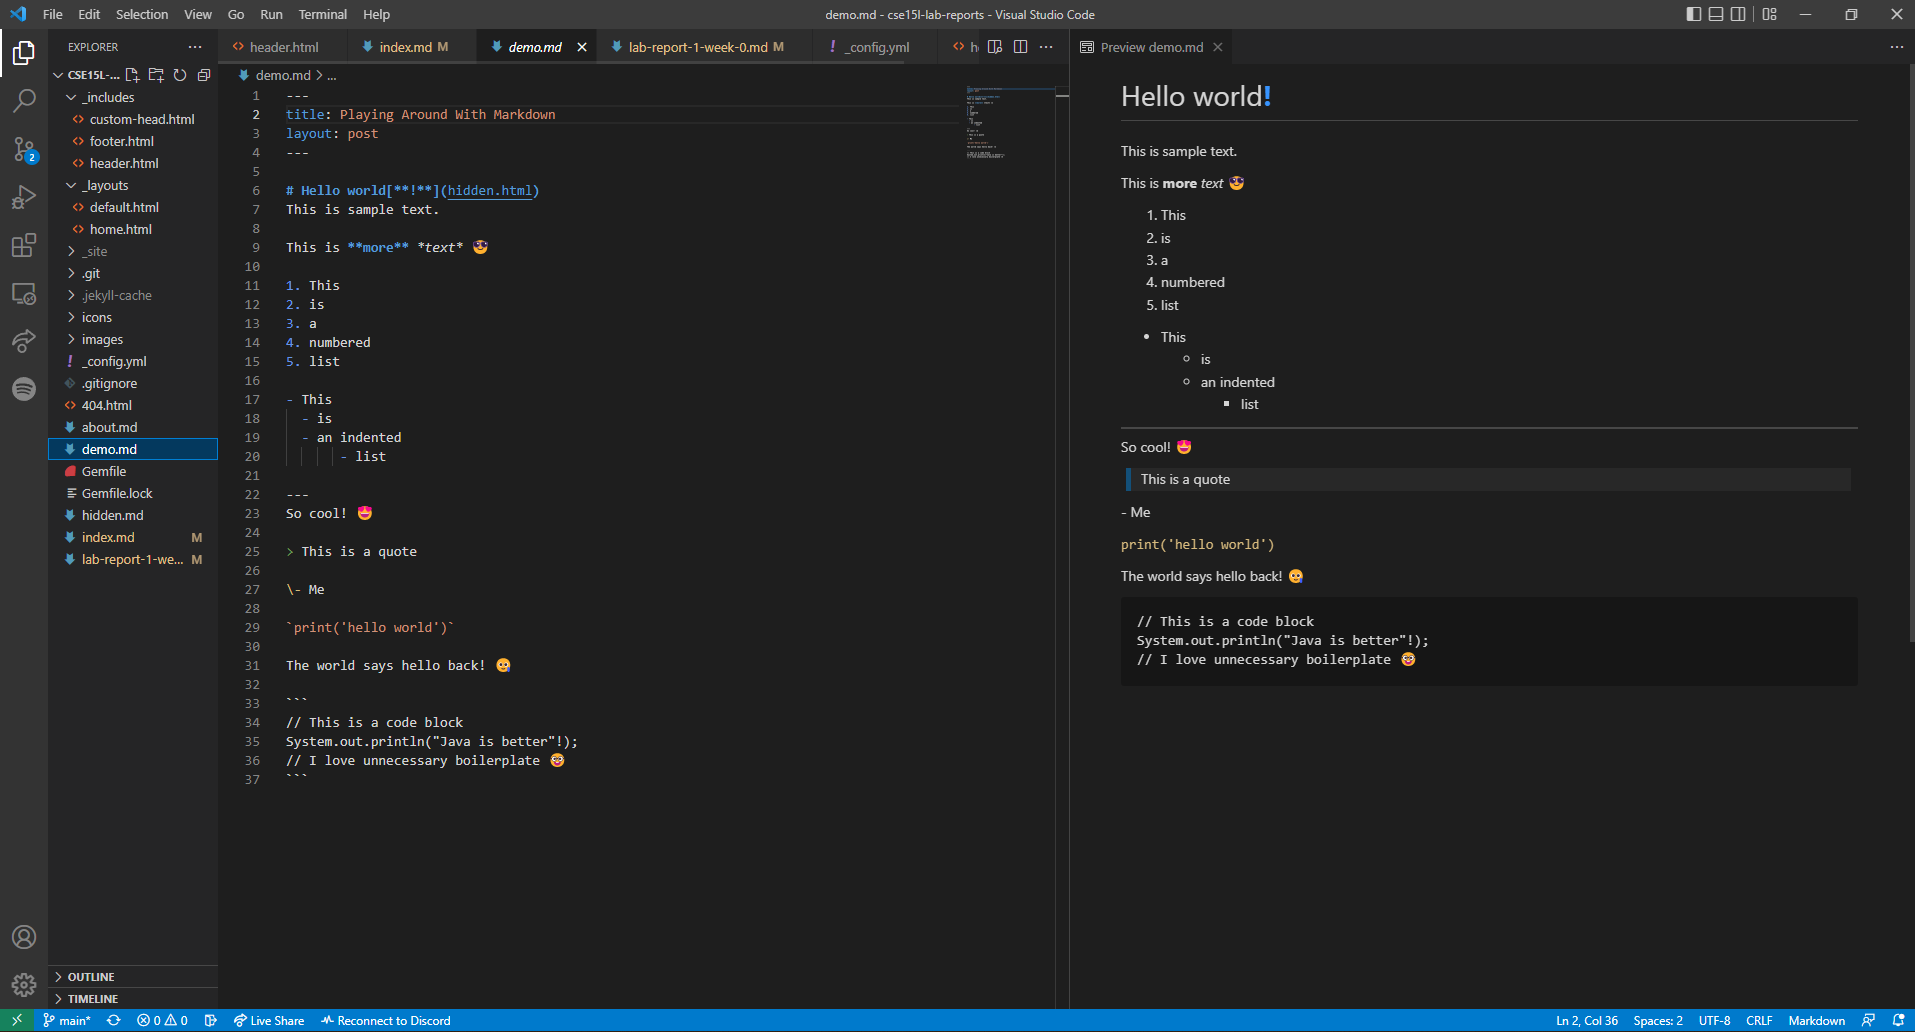 File Edit Selection View Go Run Terminal Help
demo.md - cse15l-lab-reports - Visual Studio Code
EXPLORER
CSE15L-...
_includes
custom-head.html
footer.html
header.html
_layouts
default.html
home.html
_site
.git
.jekyll-cache
icons
images
_config.yml
.gitignore
404.html
about.md
demo.md
Gemfile
Gemfile.lock
hidden.md
index.md M
lab-report-1-we... M
OUTLINE
TIMELINE
2
header.html index.md M demo.md lab-report-1-week-0.md M _config.yml
demo.md > ...
1 ---
2 title: Playing Around With Markdown
3 layout: post
4 ---
5
6 # Hello world[**!**](hidden.html)
7 This is sample text.
8
9 This is **more** *text* 😎
10
11 1. This
12 2. is
13 3. a
14 4. numbered
15 5. list
16
17 - This
18 - is
19 - an indented
20 - list
21
22 ---
23 So cool! 🤩
24
25 > This is a quote
26
27 \- Me
28
29 `print('hello world')`
30
31 The world says hello back! 🥲
32
33 ```
34 // This is a code block
35 System.out.println("Java is better"!);
36 // I love unnecessary boilerplate 🤓
37 ```
Preview demo.md
Hello world!
This is sample text.
This is more text 😎
1. This
2. is
3. a
4. numbered
5. list
• This
◦ is
◦ an indented
▪ list
So cool! 🤩
This is a quote
- Me
print('hello world')
The world says hello back! 🥲
// This is a code block
System.out.println("Java is better"!);
// I love unnecessary boilerplate 🤓
main* 0 0 Live Share Reconnect to Discord
Ln 2, Col 36 Spaces: 2 UTF-8 CRLF Markdown